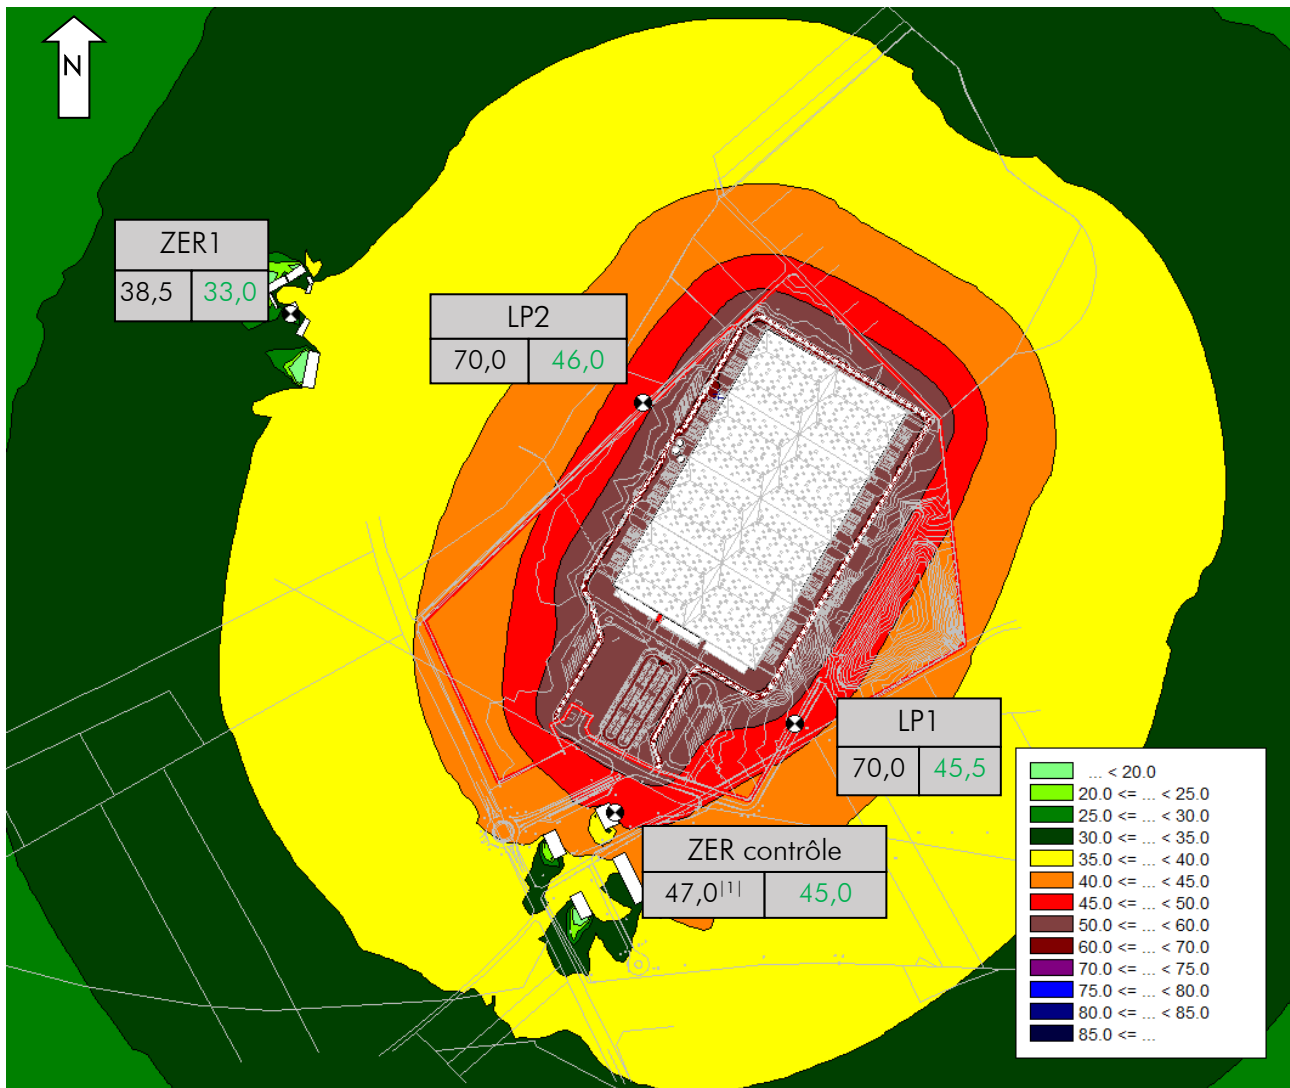 N
ZER1
38,5 33,0
LP2
70,0 46,0
LP1
70,0 45,5
ZER contrôle
47,0|1| 45,0
... < 20.0
20.0 <= ... < 25.0
25.0 <= ... < 30.0
30.0 <= ... < 35.0
35.0 <= ... < 40.0
40.0 <= ... < 45.0
45.0 <= ... < 50.0
50.0 <= ... < 60.0
60.0 <= ... < 70.0
70.0 <= ... < 75.0
75.0 <= ... < 80.0
80.0 <= ... < 85.0
85.0 <= ...